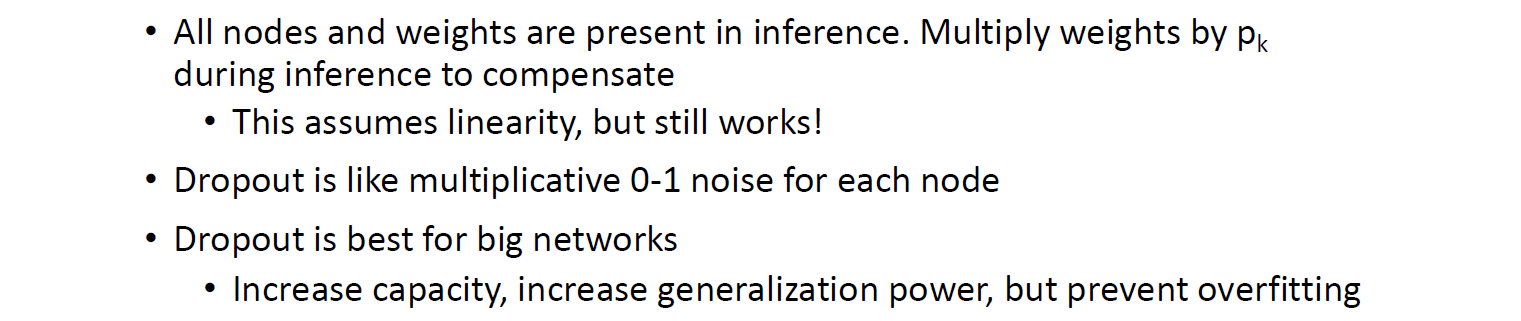 • All nodes and weights are present in inference. Multiply weights by pk
during inference to compensate
• This assumes linearity, but still works!
• Dropout is like multiplicative 0-1 noise for each node
• Dropout is best for big networks
• Increase capacity, increase generalization power, but prevent overfitting